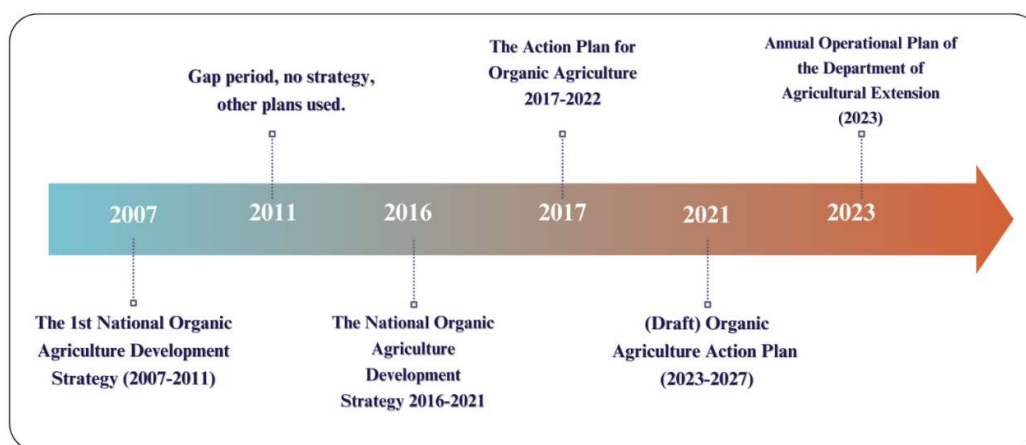 Gap period, no strategy,
other plans used.
The Action Plan for
Organic Agriculture
2017-2022
Annual Operational Plan of
the Department of
Agricultural Extension
(2023)
2007
2011
2016
2017
2021
2023
The 1st National Organic
Agriculture Development
Strategy (2007-2011)
The National Organic
Agriculture
Development
Strategy 2016-2021
(Draft) Organic
Agriculture Action Plan
(2023-2027)